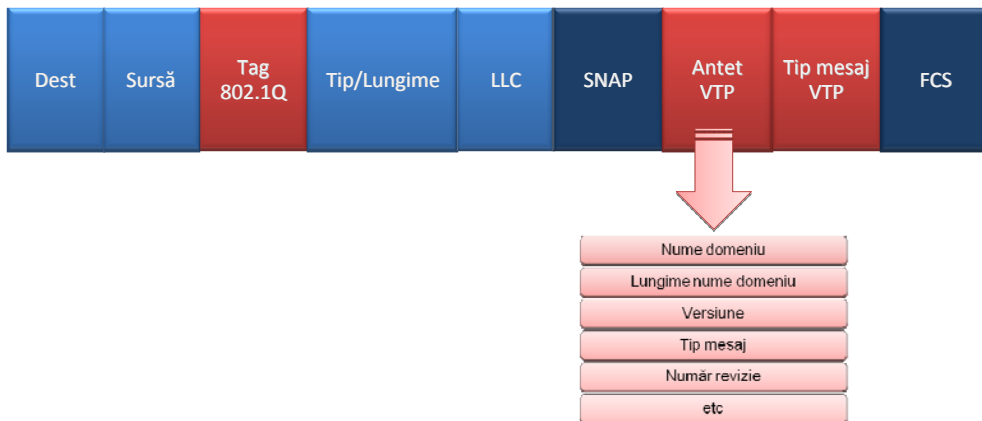 Dest
Sursă
Tag
802.1Q
Tip/Lungime
LLC
SNAP
Antet
VTP
Tip mesaj
VTP
FCS
Nume domeniu
Lungime nume domeniu
Versiune
Tip mesaj
Număr revizie
etc